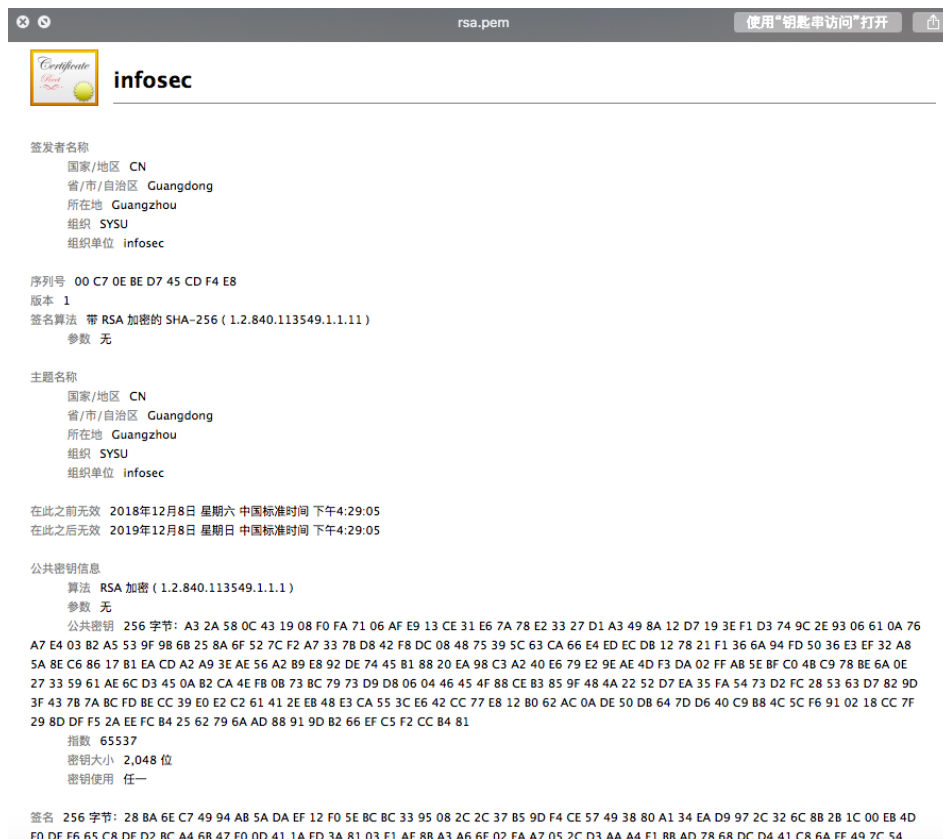 rsa.pem
使用“钥匙串访问”打开
Certificate
Root
infosec
签发者名称
国家/地区 CN
省/市/自治区 Guangdong
所在地 Guangzhou
组织 SYSU
组织单位 infosec
序列号 00 C7 0E BE D7 45 CD F4 E8
版本 1
签名算法 带 RSA 加密的 SHA-256 ( 1.2.840.113549.1.1.11 )
参数 无
主题名称
国家/地区 CN
省/市/自治区 Guangdong
所在地 Guangzhou
组织 SYSU
组织单位 infosec
在此之前无效 2018年12月8日 星期六 中国标准时间 下午4:29:05
在此之后无效 2019年12月8日 星期日 中国标准时间 下午4:29:05
公共密钥信息
算法 RSA 加密 ( 1.2.840.113549.1.1.1 )
参数 无
公共密钥 256 字节：A3 2A 58 0C 43 19 08 F0 FA 71 06 AF E9 13 CE 31 E6 7A 78 E2 33 27 D1 A3 49 8A 12 D7 19 3E F1 D3 74 9C 2E 93 06 61 0A 76
A7 E4 03 B2 A5 53 9F 9B 6B 25 8A 6F 52 7C F2 A7 33 7B D8 42 F8 DC 08 48 75 39 5C 63 CA 66 E4 ED EC DB 12 78 21 F1 36 6A 94 FD 50 36 E3 EF 32 A8
5A 8E C6 86 17 B1 EA CD A2 A9 3E AE 56 A2 B9 E8 92 DE 74 45 B1 88 20 EA 98 C3 A2 40 E6 79 E2 9E AE 4D F3 DA 02 FF AB 5E BF C0 4B C9 78 BE 6A 0E
27 33 59 61 AE 6C D3 45 0A B2 CA 4E FB 0B 73 BC 79 73 D9 D8 06 04 46 45 4F 88 CE B3 85 9F 48 4A 22 52 D7 EA 35 FA 54 73 D2 FC 28 53 63 D7 82 9D
3F 43 7B 7A BC FD BE CC 39 E0 E2 C2 61 41 2E EB 48 E3 CA 55 3C E6 42 CC 77 E8 12 B0 62 AC 0A DE 50 DB 64 7D D6 40 C9 B8 4C 5C F6 91 02 18 CC 7F
29 8D DF F5 2A EE FC B4 25 62 79 6A AD 88 91 9D B2 66 EF C5 F2 CC B4 81
指数 65537
密钥大小 2,048 位
密钥使用 任一
签名 256 字节：28 BA 6E C7 49 94 AB 5A DA EF 12 F0 5E BC BC 33 95 08 2C 2C 37 B5 9D F4 CE 57 49 38 80 A1 34 EA D9 97 2C 32 6C 8B 2B 1C 00 EB 4D